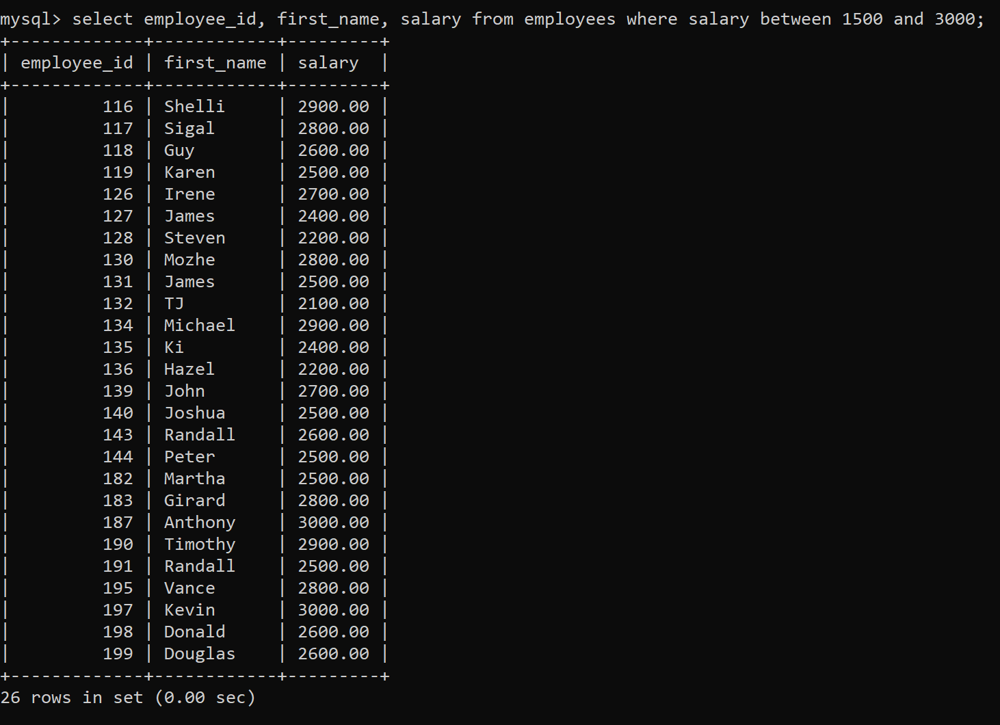 mysql> select employee_id, first_name, salary from employees where salary between 1500 and 3000;
+-------------+------------+---------+
| employee_id | first_name | salary  |
+-------------+------------+---------+
|         116 | Shelli     | 2900.00 |
|         117 | Sigal      | 2800.00 |
|         118 | Guy        | 2600.00 |
|         119 | Karen      | 2500.00 |
|         126 | Irene      | 2700.00 |
|         127 | James      | 2400.00 |
|         128 | Steven     | 2200.00 |
|         130 | Mozhe      | 2800.00 |
|         131 | James      | 2500.00 |
|         132 | TJ         | 2100.00 |
|         134 | Michael    | 2900.00 |
|         135 | Ki         | 2400.00 |
|         136 | Hazel      | 2200.00 |
|         139 | John       | 2700.00 |
|         140 | Joshua     | 2500.00 |
|         143 | Randall    | 2600.00 |
|         144 | Peter      | 2500.00 |
|         182 | Martha     | 2500.00 |
|         183 | Girard     | 2800.00 |
|         187 | Anthony    | 3000.00 |
|         190 | Timothy    | 2900.00 |
|         191 | Randall    | 2500.00 |
|         195 | Vance      | 2800.00 |
|         197 | Kevin      | 3000.00 |
|         198 | Donald     | 2600.00 |
|         199 | Douglas    | 2600.00 |
+-------------+------------+---------+
26 rows in set (0.00 sec)